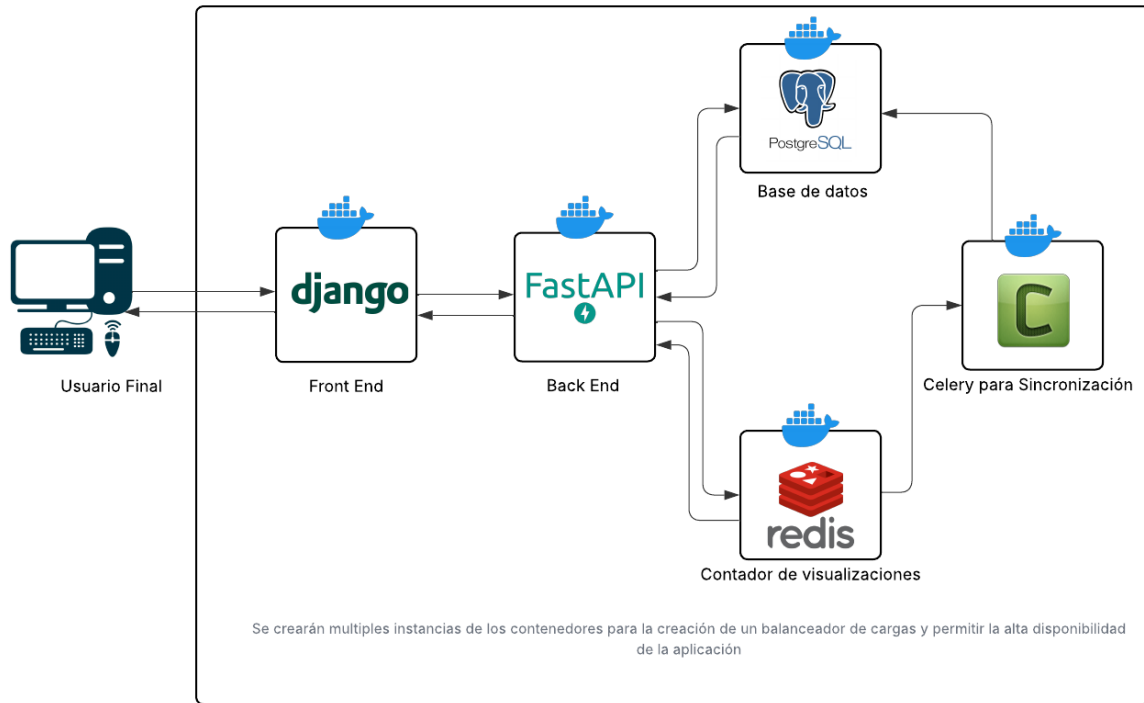 PostgreSQL
Base de datos
django
FastAPI
Usuario Final
Front End
Back End
C
Celery para Sincronización
redis
Contador de visualizaciones
Se crearán multiples instancias de los contenedores para la creación de un balanceador de cargas y permitir la alta disponibilidad
de la aplicación